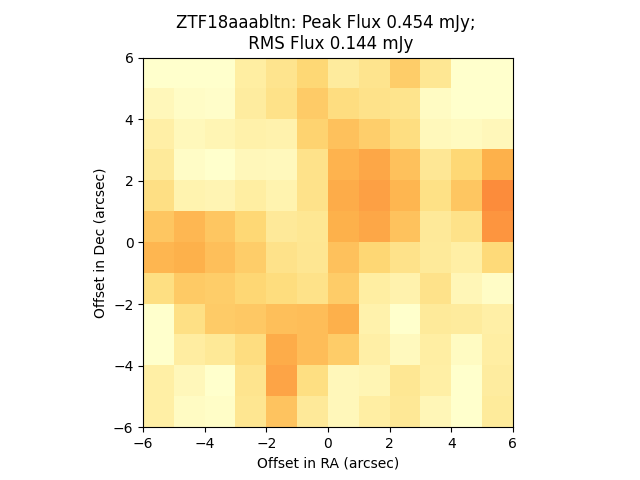 ZTF18aaabltn: Peak Flux 0.454 mJy;
RMS Flux 0.144 mJy
6
4
2
0
−2
−4
−6
Offset in Dec (arcsec)
−6 −4 −2 0 2 4 6
Offset in RA (arcsec)